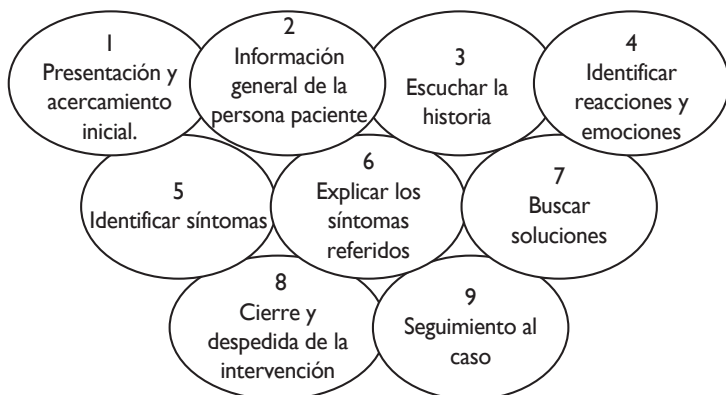 1
Presentación y
acercamiento
inicial.
2
Información
general de la
persona paciente
3
Escuchar la
historia
4
Identificar
reacciones y
emociones
5
Identificar síntomas
6
Explicar los
síntomas
referidos
7
Buscar
soluciones
8
Cierre y
despedida de la
intervención
9
Seguimiento al
caso